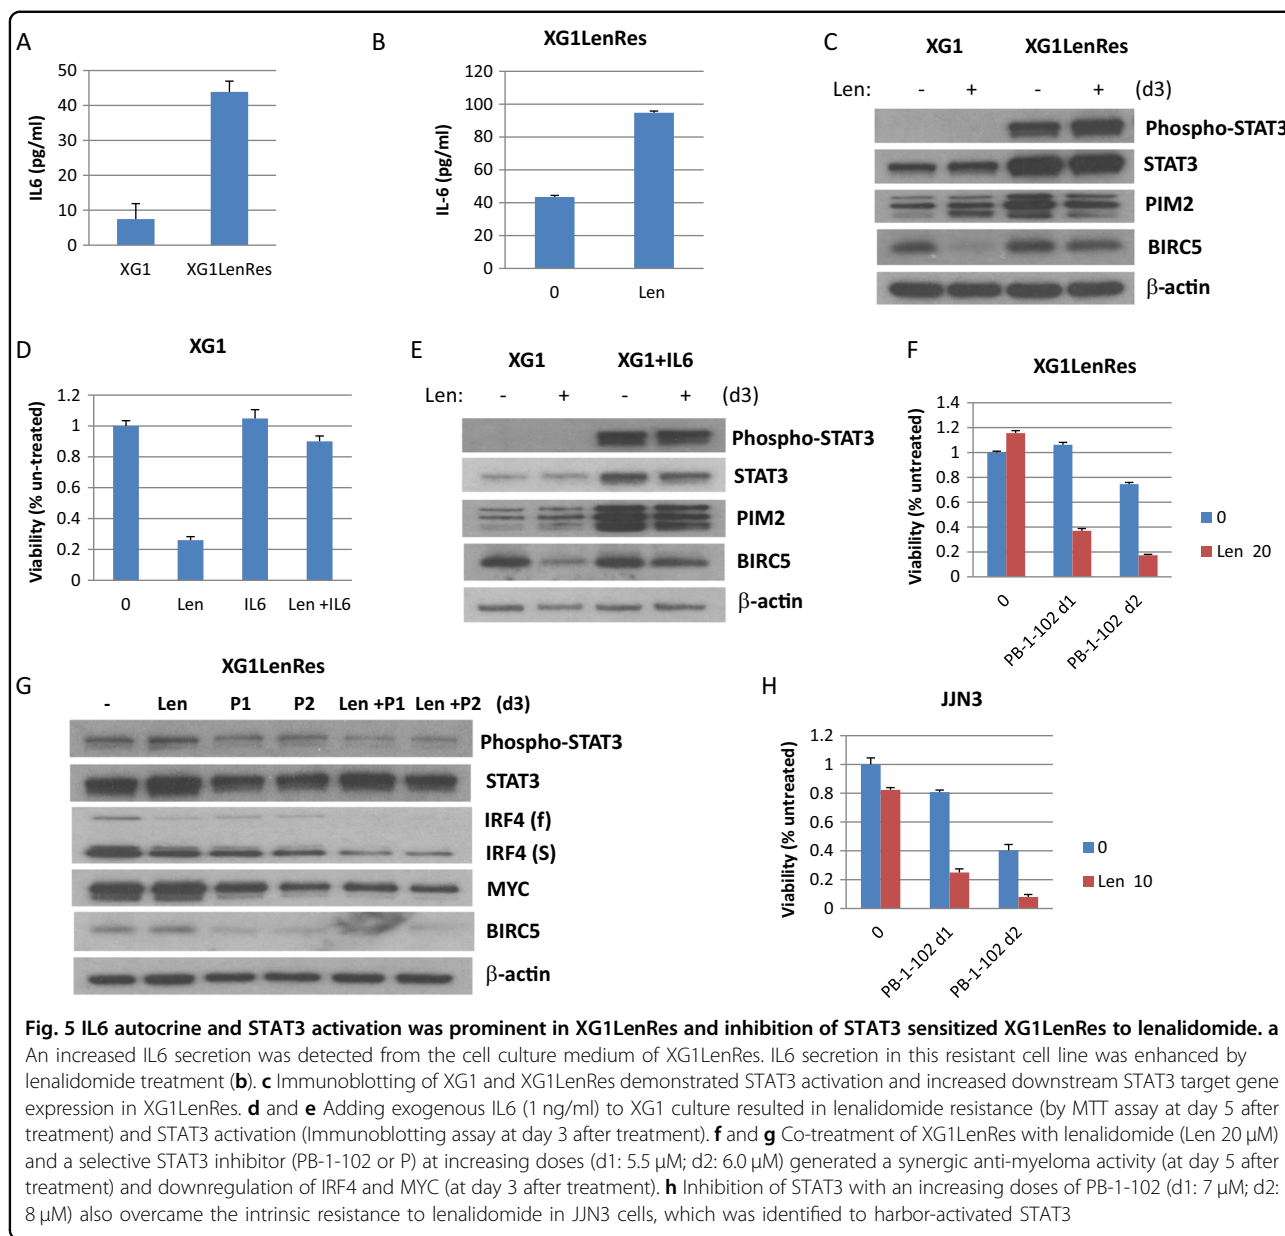 A
IL6 (pg/ml)
50
40
30
20
10
0
XG1
XG1LenRes
B
XG1LenRes
IL-6 (pg/ml)
120
100
80
60
40
20
0
0
Len
C
XG1
XG1LenRes
Len:
-
+
-
+
(d3)
Phospho-STAT3
STAT3
PIM2
BIRC5
β-actin
D
XG1
Viability (% un-treated)
1.2
1
0.8
0.6
0.4
0.2
0
0
Len
IL6
Len +IL6
E
XG1
XG1+IL6
Len:
-
+
-
+
(d3)
Phospho-STAT3
STAT3
PIM2
BIRC5
β-actin
F
XG1LenRes
Viability (% untreated)
1.4
1.2
1
0.8
0.6
0.4
0.2
0
0
PB-1-102 d1
PB-1-102 d2
0
Len 20
G
XG1LenRes
- Len P1 P2 Len +P1 Len +P2 (d3)
Phospho-STAT3
STAT3
IRF4 (f)
IRF4 (S)
MYC
BIRC5
β-actin
H
JJN3
Viability (% untreated)
1.2
1
0.8
0.6
0.4
0.2
0
0
PB-1-102 d1
PB-1-102 d2
0
Len 10
Fig. 5 IL6 autocrine and STAT3 activation was prominent in XG1LenRes and inhibition of STAT3 sensitized XG1LenRes to lenalidomide. a
An increased IL6 secretion was detected from the cell culture medium of XG1LenRes. IL6 secretion in this resistant cell line was enhanced by
lenalidomide treatment (b). c Immunoblotting of XG1 and XG1LenRes demonstrated STAT3 activation and increased downstream STAT3 target gene
expression in XG1LenRes. d and e Adding exogenous IL6 (1 ng/ml) to XG1 culture resulted in lenalidomide resistance (by MTT assay at day 5 after
treatment) and STAT3 activation (Immunoblotting assay at day 3 after treatment). f and g Co-treatment of XG1LenRes with lenalidomide (Len 20 μM)
and a selective STAT3 inhibitor (PB-1-102 or P) at increasing doses (d1: 5.5 μM; d2: 6.0 μM) generated a synergic anti-myeloma activity (at day 5 after
treatment) and downregulation of IRF4 and MYC (at day 3 after treatment). h Inhibition of STAT3 with an increasing doses of PB-1-102 (d1: 7 μM; d2:
8 μM) also overcame the intrinsic resistance to lenalidomide in JJN3 cells, which was identified to harbor-activated STAT3